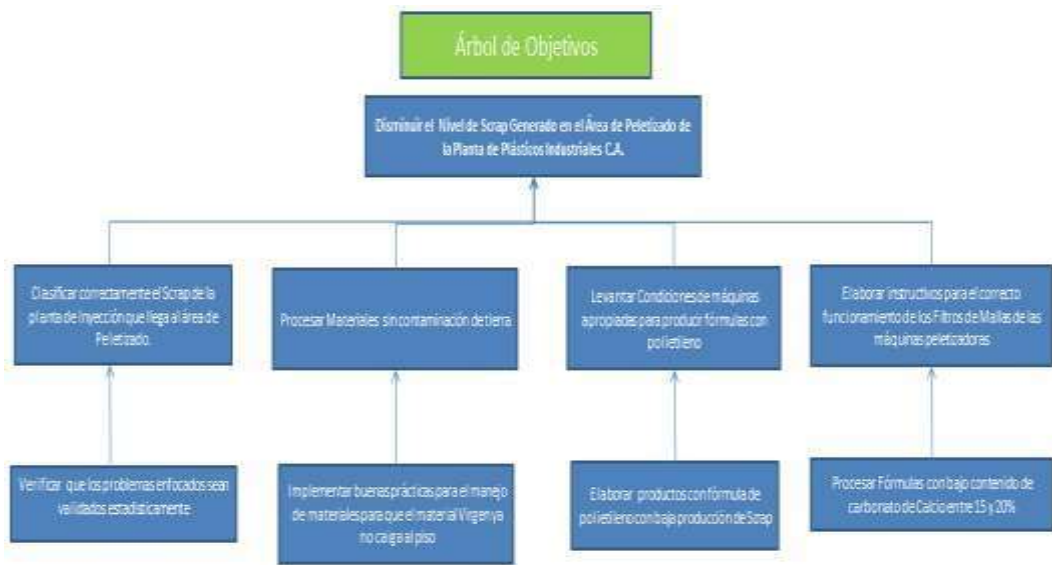 Árbol de Objetivos
Disminuir el Nivel de Scrap Generado en el Área de Peletizado de
la Planta de Plásticos Industriales C.A.
Clasificar correctamente el Scrap de la
planta de Inyección que llega al área de
Peletizado.
Procesar Materiales sin contaminación de tierra
Levantar Condiciones de máquinas
apropiadas para producir fórmulas con
polietileno
Elaborar instructivos para el correcto
funcionamiento de los Filtros de Mallas de las
máquinas peletizadoras
Verificar que los problemas enfocados sean
validados estadísticamente
Implementar buenas prácticas para el manejo
de materiales para que el material Virgen ya
no caiga al piso
Elaborar productos con fórmula de
polietileno con baja producción de Scrap
Procesar Fórmulas con bajo contenido de
carbonato de Calcio entre 15 y 20%